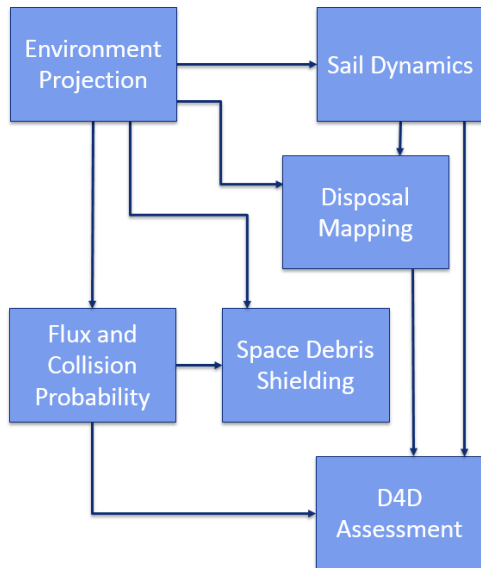 Environment
Projection
Sail Dynamics
Disposal
Mapping
Flux and
Collision
Probability
Space Debris
Shielding
D4D
Assessment